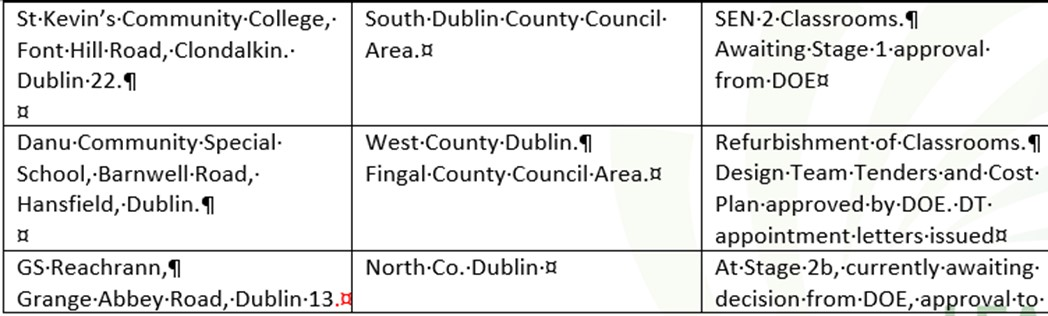 St Kevin's Community College,
Font Hill Road, Clondalkin.
Dublin 22.¶
¤
South Dublin County Council
Area.¤
SEN 2 Classrooms.¶
Awaiting Stage 1 approval
from DOE¤
Danu Community Special
School, Barnwell Road,
Hansfield, Dublin.¶
¤
West County Dublin.¶
Fingal County Council Area.¤
Refurbishment of Classrooms.¶
Design Team Tenders and Cost
Plan approved by DOE. DT
appointment letters issued¤
GS Reachrann,¶
Grange Abbey Road, Dublin 13.¤
North Co. Dublin ¤
At Stage 2b, currently awaiting
decision from DOE, approval to